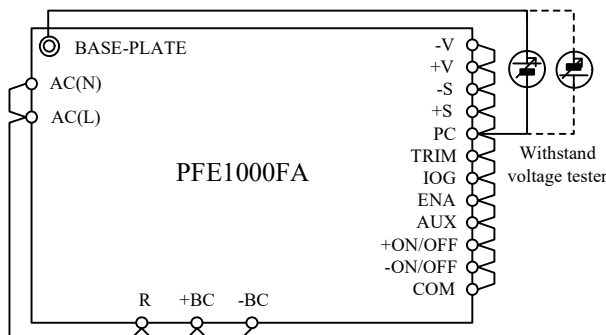 BASE-PLATE
AC(N)
AC(L)
PFE1000FA
-V
+V
-S
+S
PC
TRIM
IOG
ENA
AUX
+ON/OFF
-ON/OFF
COM
R
+BC
-BC
Withstand
voltage tester